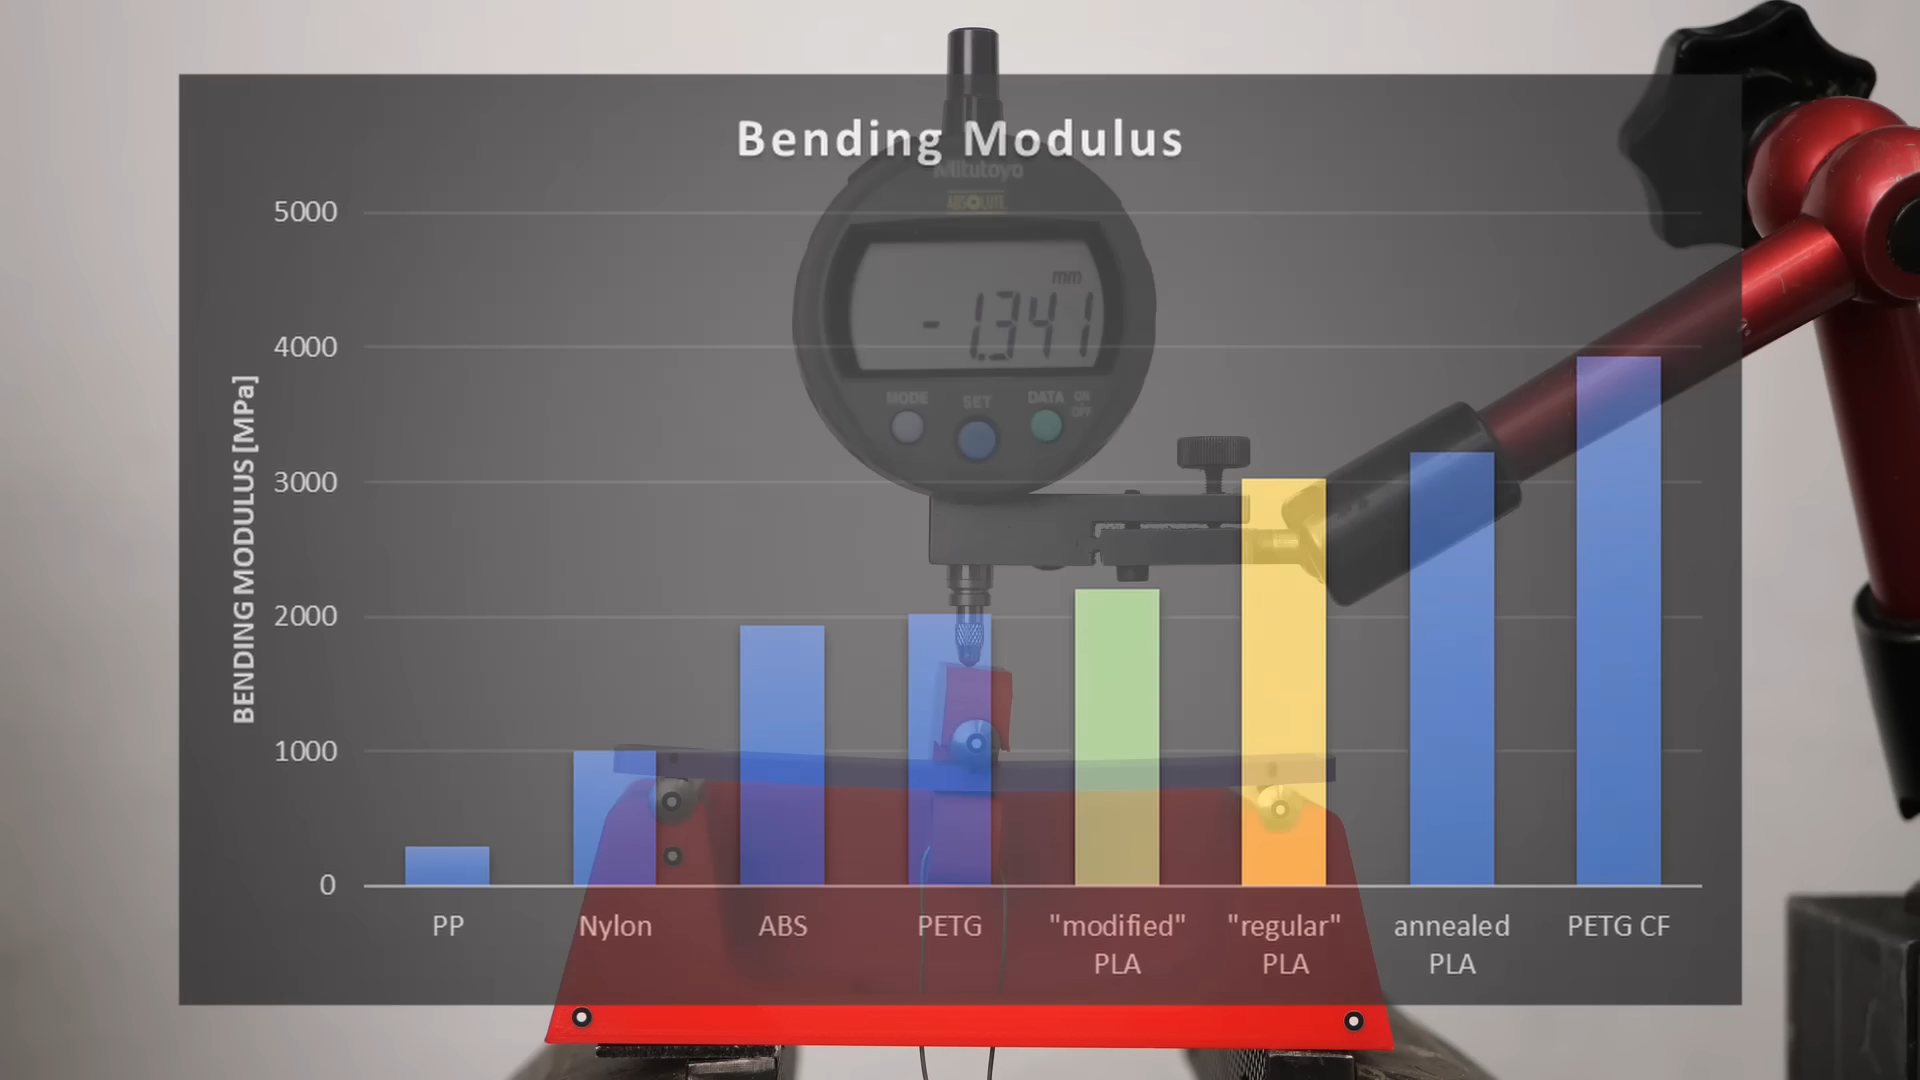 Bending Modulus
Mitutoyo
ABSOLUTE
5000
mm
-1.341
4000
MODE
SET
DATA
ON
OFF
BENDING MODULUS [MPa]
3000
2000
1000
0
PP
Nylon
ABS
PETG
"modified" PLA
"regular" PLA
annealed PLA
PETG CF